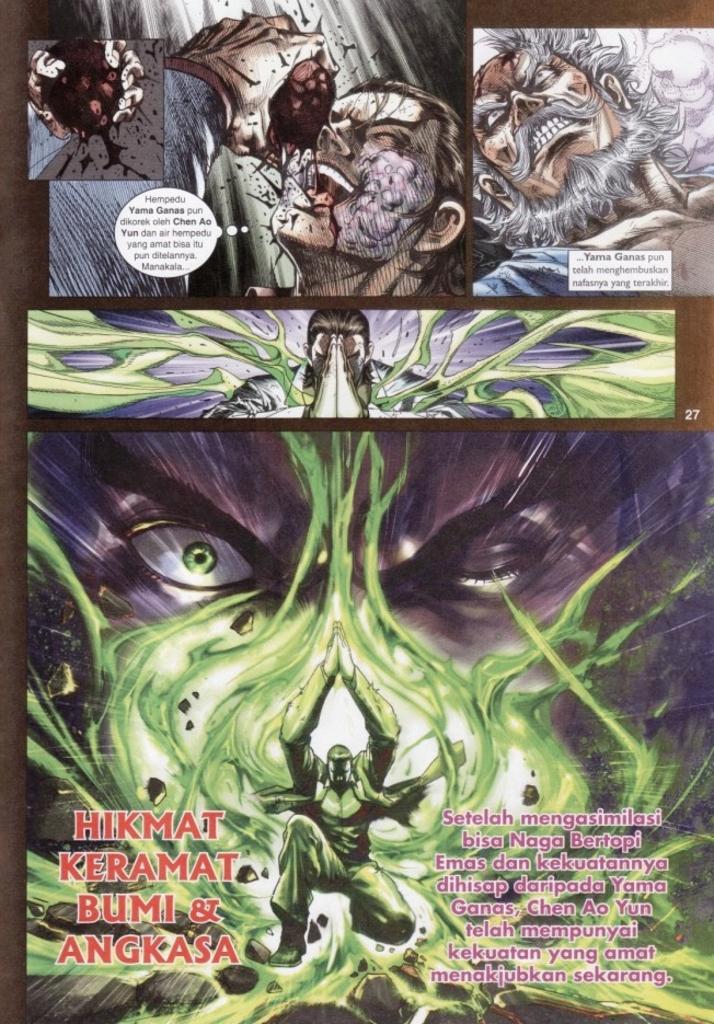 Hempedu
Yama Ganas pun
dikorek oleh Chen Ao
Yun dan air hempedu
yang amat bisa itu
pun ditelannya.
Manakala...
...Yama Ganas pun
telah menghembuskan
nafasnya yang terakhir.
27
HIKMAT
KERAMAT
BUMI &
ANGKASA
Setelah mengasimilasi
bisa Naga Bertopi
Emas dan kekuatannya
dihisap daripada Yama
Ganas, Chen Ao Yun
telah mempunyai
kekuatan yang amat
menakjubkan sekarang.